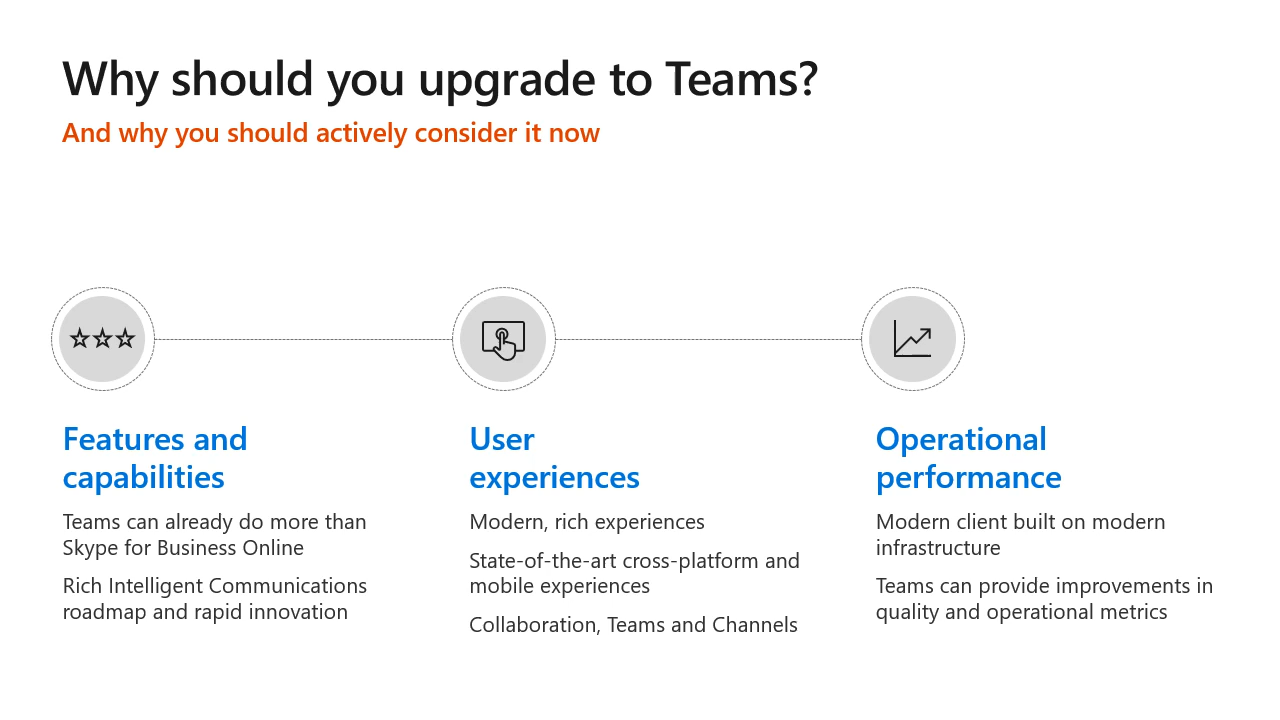 Why should you upgrade to Teams?
And why you should actively consider it now
Features and
capabilities
Teams can already do more than
Skype for Business Online
Rich Intelligent Communications
roadmap and rapid innovation
User
experiences
Modern, rich experiences
State-of-the-art cross-platform and
mobile experiences
Collaboration, Teams and Channels
Operational
performance
Modern client built on modern
infrastructure
Teams can provide improvements in
quality and operational metrics